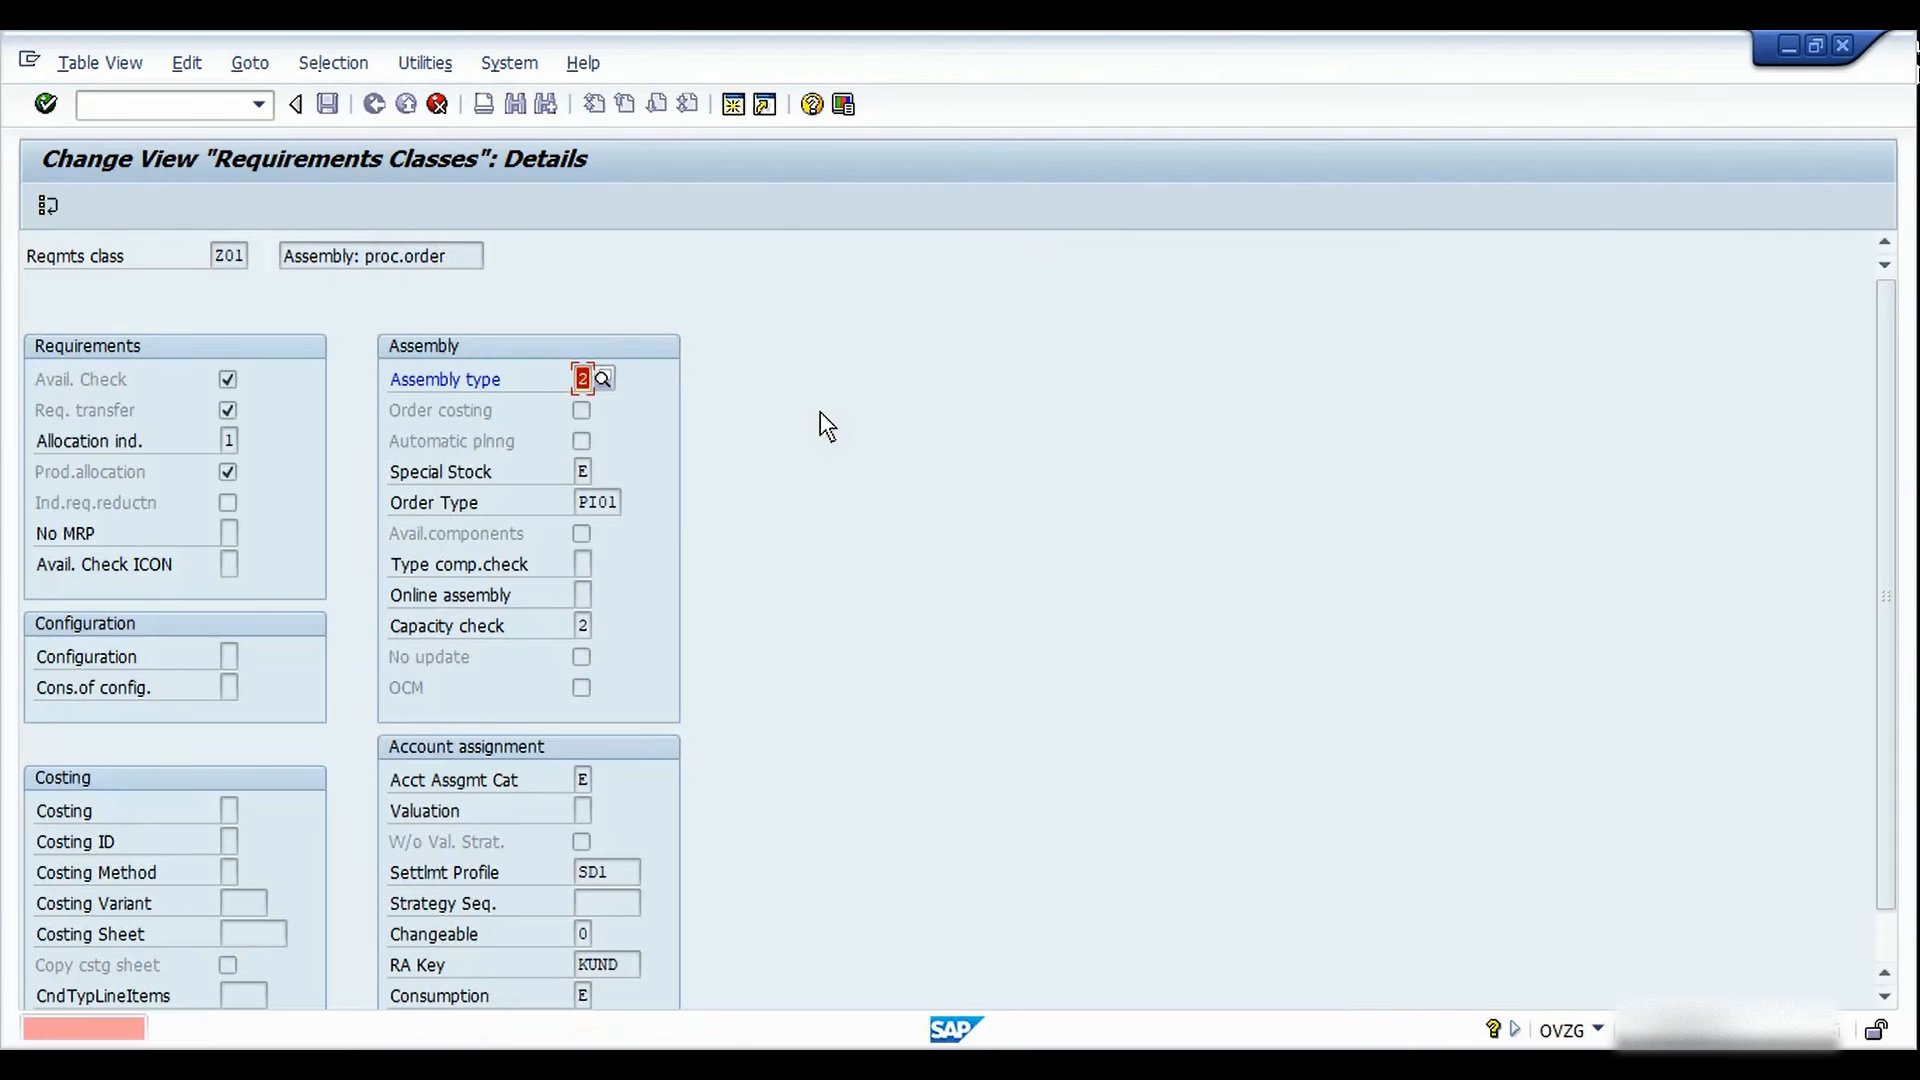 Table View Edit Goto Selection Utilities System Help
Change View "Requirements Classes": Details
Reqmts class Z01 Assembly: proc.order
Requirements
Avail. Check
Req. transfer
Allocation ind. 1
Prod.allocation
Ind.req.reductn
No MRP
Avail. Check ICON
Configuration
Configuration
Cons.of config.
Costing
Costing
Costing ID
Costing Method
Costing Variant
Costing Sheet
Copy cstg sheet
CndTypLineItems
Assembly
Assembly type 2
Order costing
Automatic plnng
Special Stock E
Order Type PI01
Avail.components
Type comp.check
Online assembly
Capacity check 2
No update
OCM
Account assignment
Acct Assgmt Cat E
Valuation
W/o Val. Strat.
Settlmt Profile SD1
Strategy Seq.
Changeable 0
RA Key KUND
Consumption E
SAP
OVZG